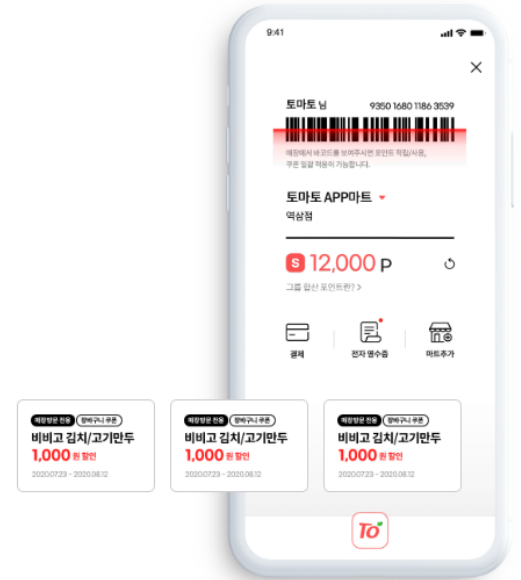 9:41
토마토 님 9350 1680 1186 3539
매장에서 바코드를 보여주시면 포인트 적립/사용,
쿠폰 일괄 적용이 가능합니다.
토마토 APP마트
역삼점
S 12,000 P
그룹 합산 포인트란? >
결제 전자 영수증 마트추가
매장방문 전용 장바구니 쿠폰
비비고 김치/고기만두
1,000 원 할인
2020.07.23 - 2020.08.12
매장방문 전용 장바구니 쿠폰
비비고 김치/고기만두
1,000 원 할인
2020.07.23 - 2020.08.12
매장방문 전용 장바구니 쿠폰
비비고 김치/고기만두
1,000 원 할인
2020.07.23 - 2020.08.12
To